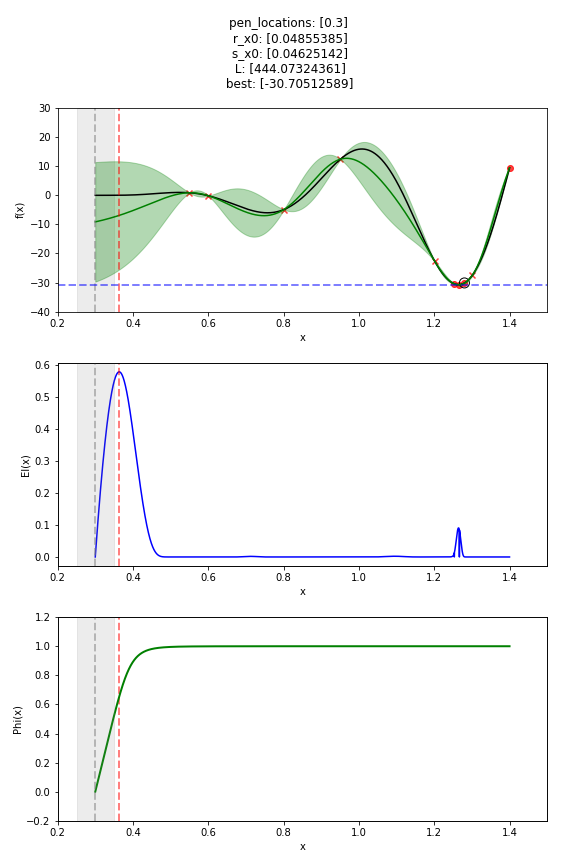 pen_locations: [0.3]
r_x0: [0.04855385]
s_x0: [0.04625142]
L: [444.07324361]
best: [-30.70512589]
30
20
10
0
−10
−20
−30
−40
f(x)
0.2 0.4 0.6 0.8 1.0 1.2 1.4
x
0.6
0.5
0.4
0.3
0.2
0.1
0.0
EI(x)
0.2 0.4 0.6 0.8 1.0 1.2 1.4
x
1.2
1.0
0.8
0.6
0.4
0.2
0.0
−0.2
Phi(x)
0.2 0.4 0.6 0.8 1.0 1.2 1.4
x